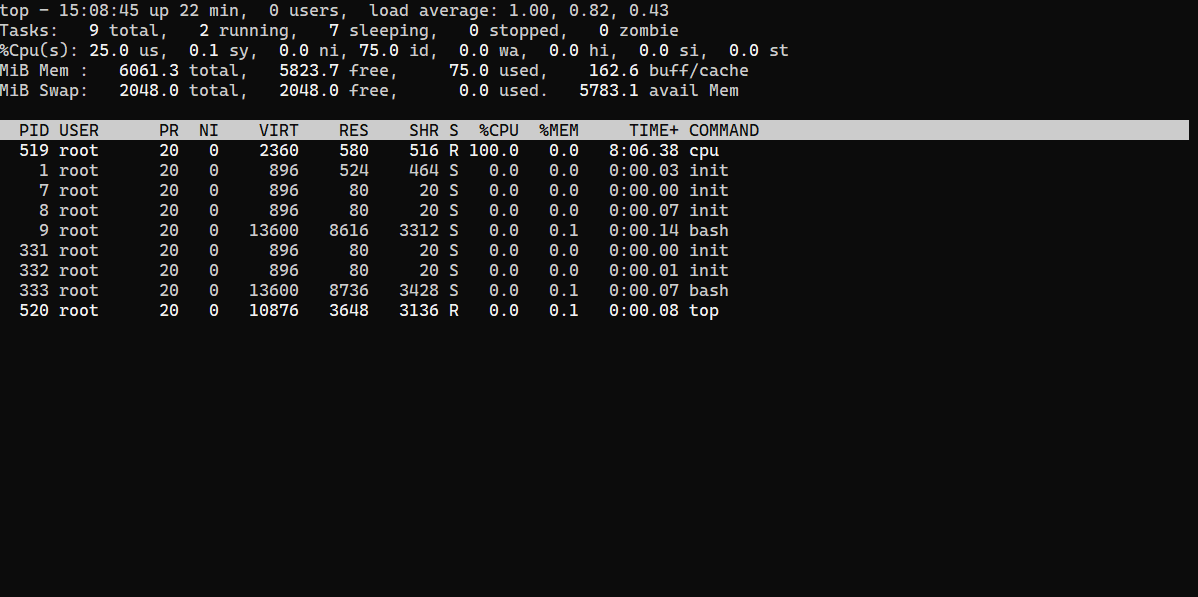 top - 15:08:45 up 22 min,  0 users,  load average: 1.00, 0.82, 0.43
Tasks:   9 total,   2 running,   7 sleeping,   0 stopped,   0 zombie
%Cpu(s): 25.0 us,  0.1 sy,  0.0 ni, 75.0 id,  0.0 wa,  0.0 hi,  0.0 si,  0.0 st
MiB Mem :   6061.3 total,   5823.7 free,     75.0 used,    162.6 buff/cache
MiB Swap:   2048.0 total,   2048.0 free,      0.0 used.   5783.1 avail Mem
  PID USER      PR  NI    VIRT    RES    SHR S  %CPU  %MEM     TIME+ COMMAND
  519 root      20   0    2360    580    516 R 100.0   0.0   8:06.38 cpu
    1 root      20   0     896    524    464 S   0.0   0.0   0:00.03 init
    7 root      20   0     896     80     20 S   0.0   0.0   0:00.00 init
    8 root      20   0     896     80     20 S   0.0   0.0   0:00.07 init
    9 root      20   0   13600   8616   3312 S   0.0   0.1   0:00.14 bash
  331 root      20   0     896     80     20 S   0.0   0.0   0:00.00 init
  332 root      20   0     896     80     20 S   0.0   0.0   0:00.01 init
  333 root      20   0   13600   8736   3428 S   0.0   0.1   0:00.07 bash
  520 root      20   0   10876   3648   3136 R   0.0   0.1   0:00.08 top